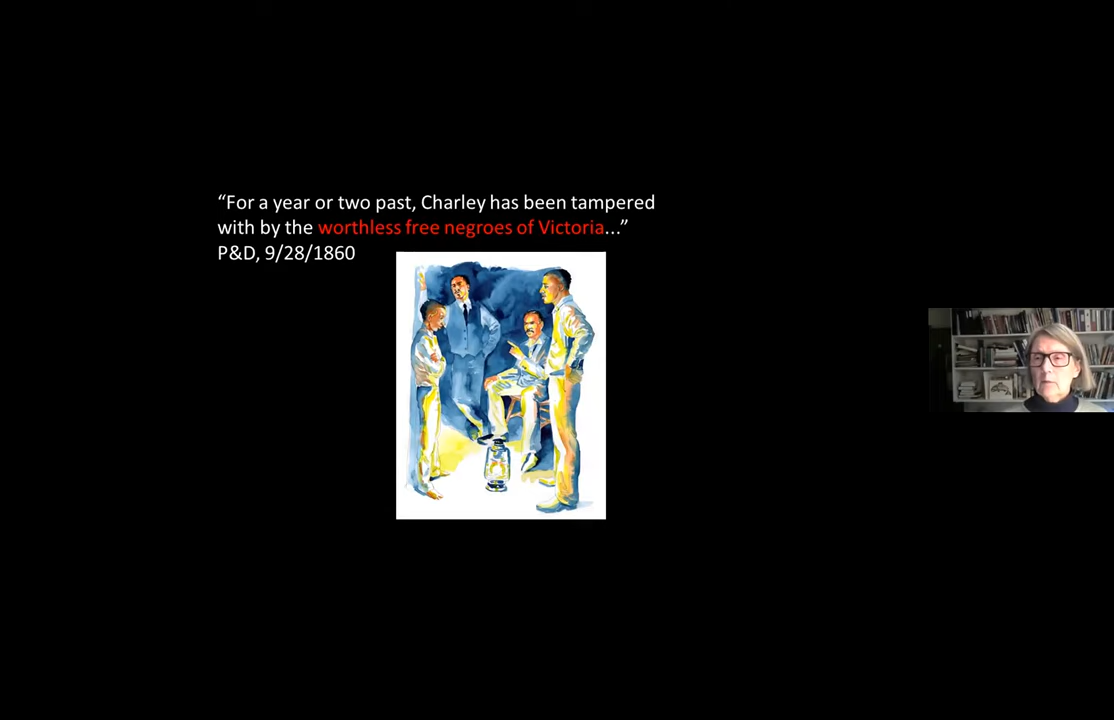 “For a year or two past, Charley has been tampered
with by the worthless free negroes of Victoria...”
P&D, 9/28/1860